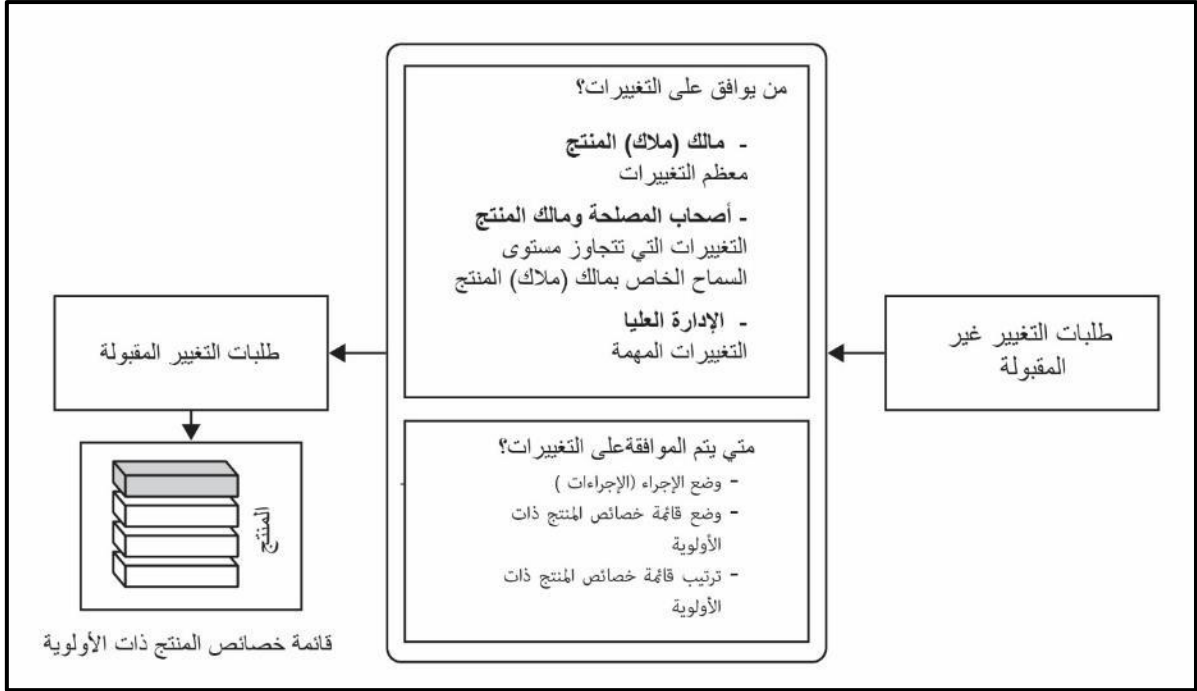 طلبات التغيير غير
المقبولة
من يوافق على التغييرات؟
- مالك (ملاك) المنتج
معظم التغييرات
- أصحاب المصلحة ومالك المنتج
التغييرات التي تتجاوز مستوى
السماح الخاص بمالك (ملاك) المنتج
- الإدارة العليا
التغييرات المهمة
متي يتم الموافقةعلى التغييرات؟
- وضع الإجراء (الإجراءات )
- وضع قائمة خصائص المنتج ذات
الأولوية
- ترتيب قائمة خصائص المنتج ذات
الأولوية
طلبات التغيير المقبولة
المنتج
قائمة خصائص المنتج ذات الأولوية